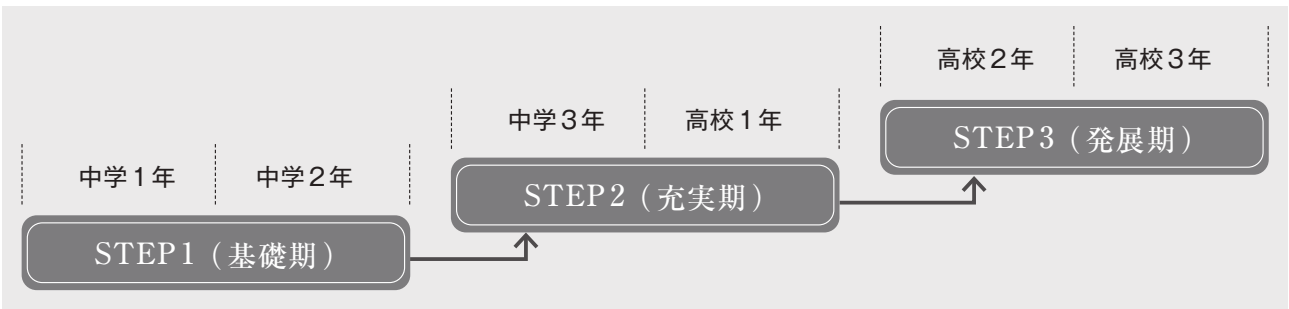 中学1年 中学2年
STEP1（基礎期）
中学3年 高校1年
STEP2（充実期）
高校2年 高校3年
STEP3（発展期）